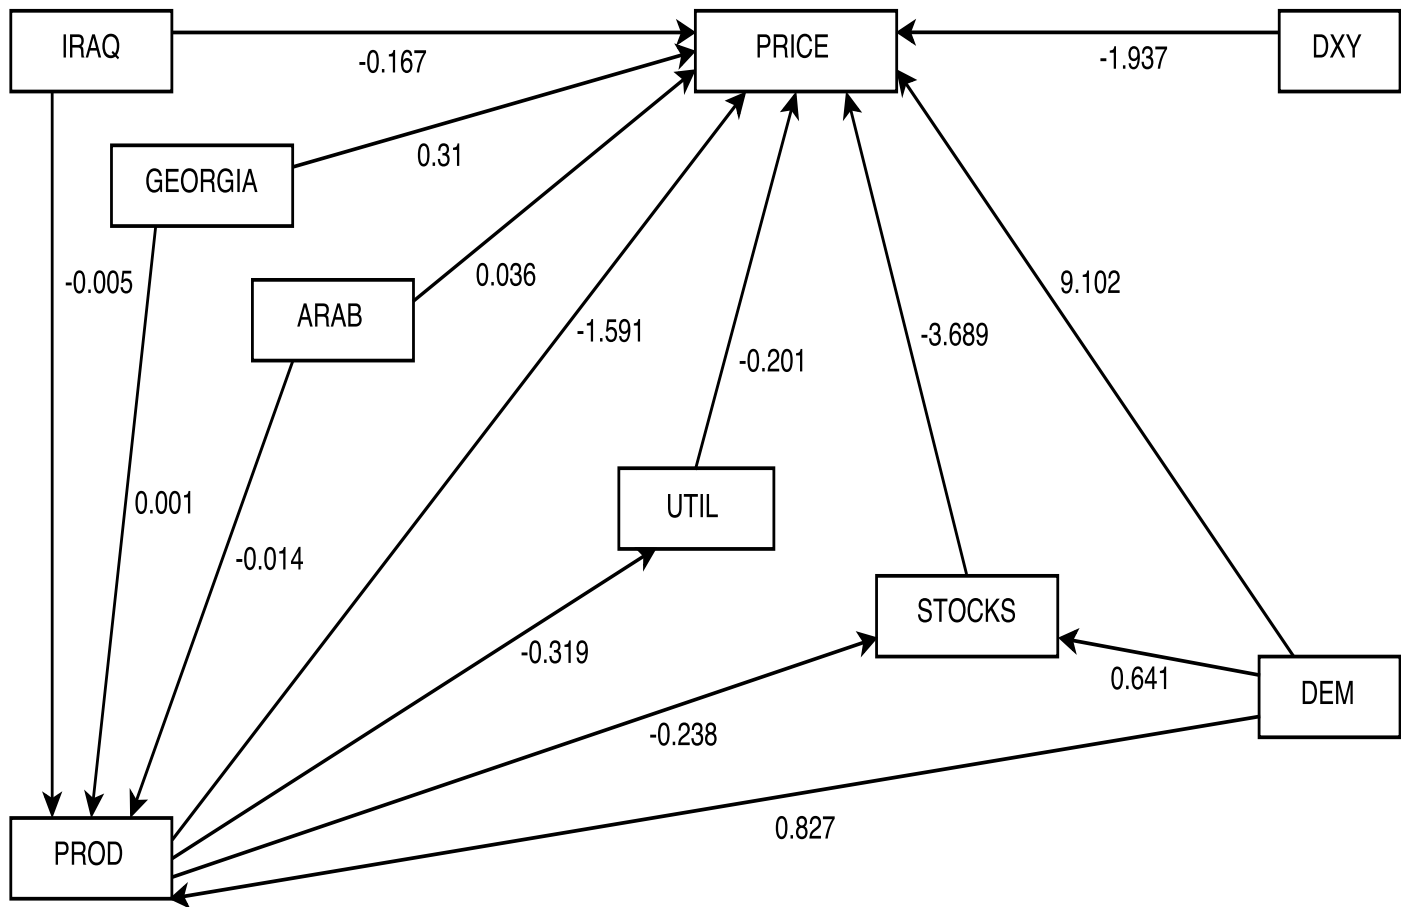 IRAQ
PRICE
DXY
-0.167
-1.937
0.31
GEORGIA
-0.005
0.036
9.102
ARAB
-1.591
-3.689
-0.201
0.001
UTIL
-0.014
STOCKS
-0.319
0.641
DEM
-0.238
0.827
PROD